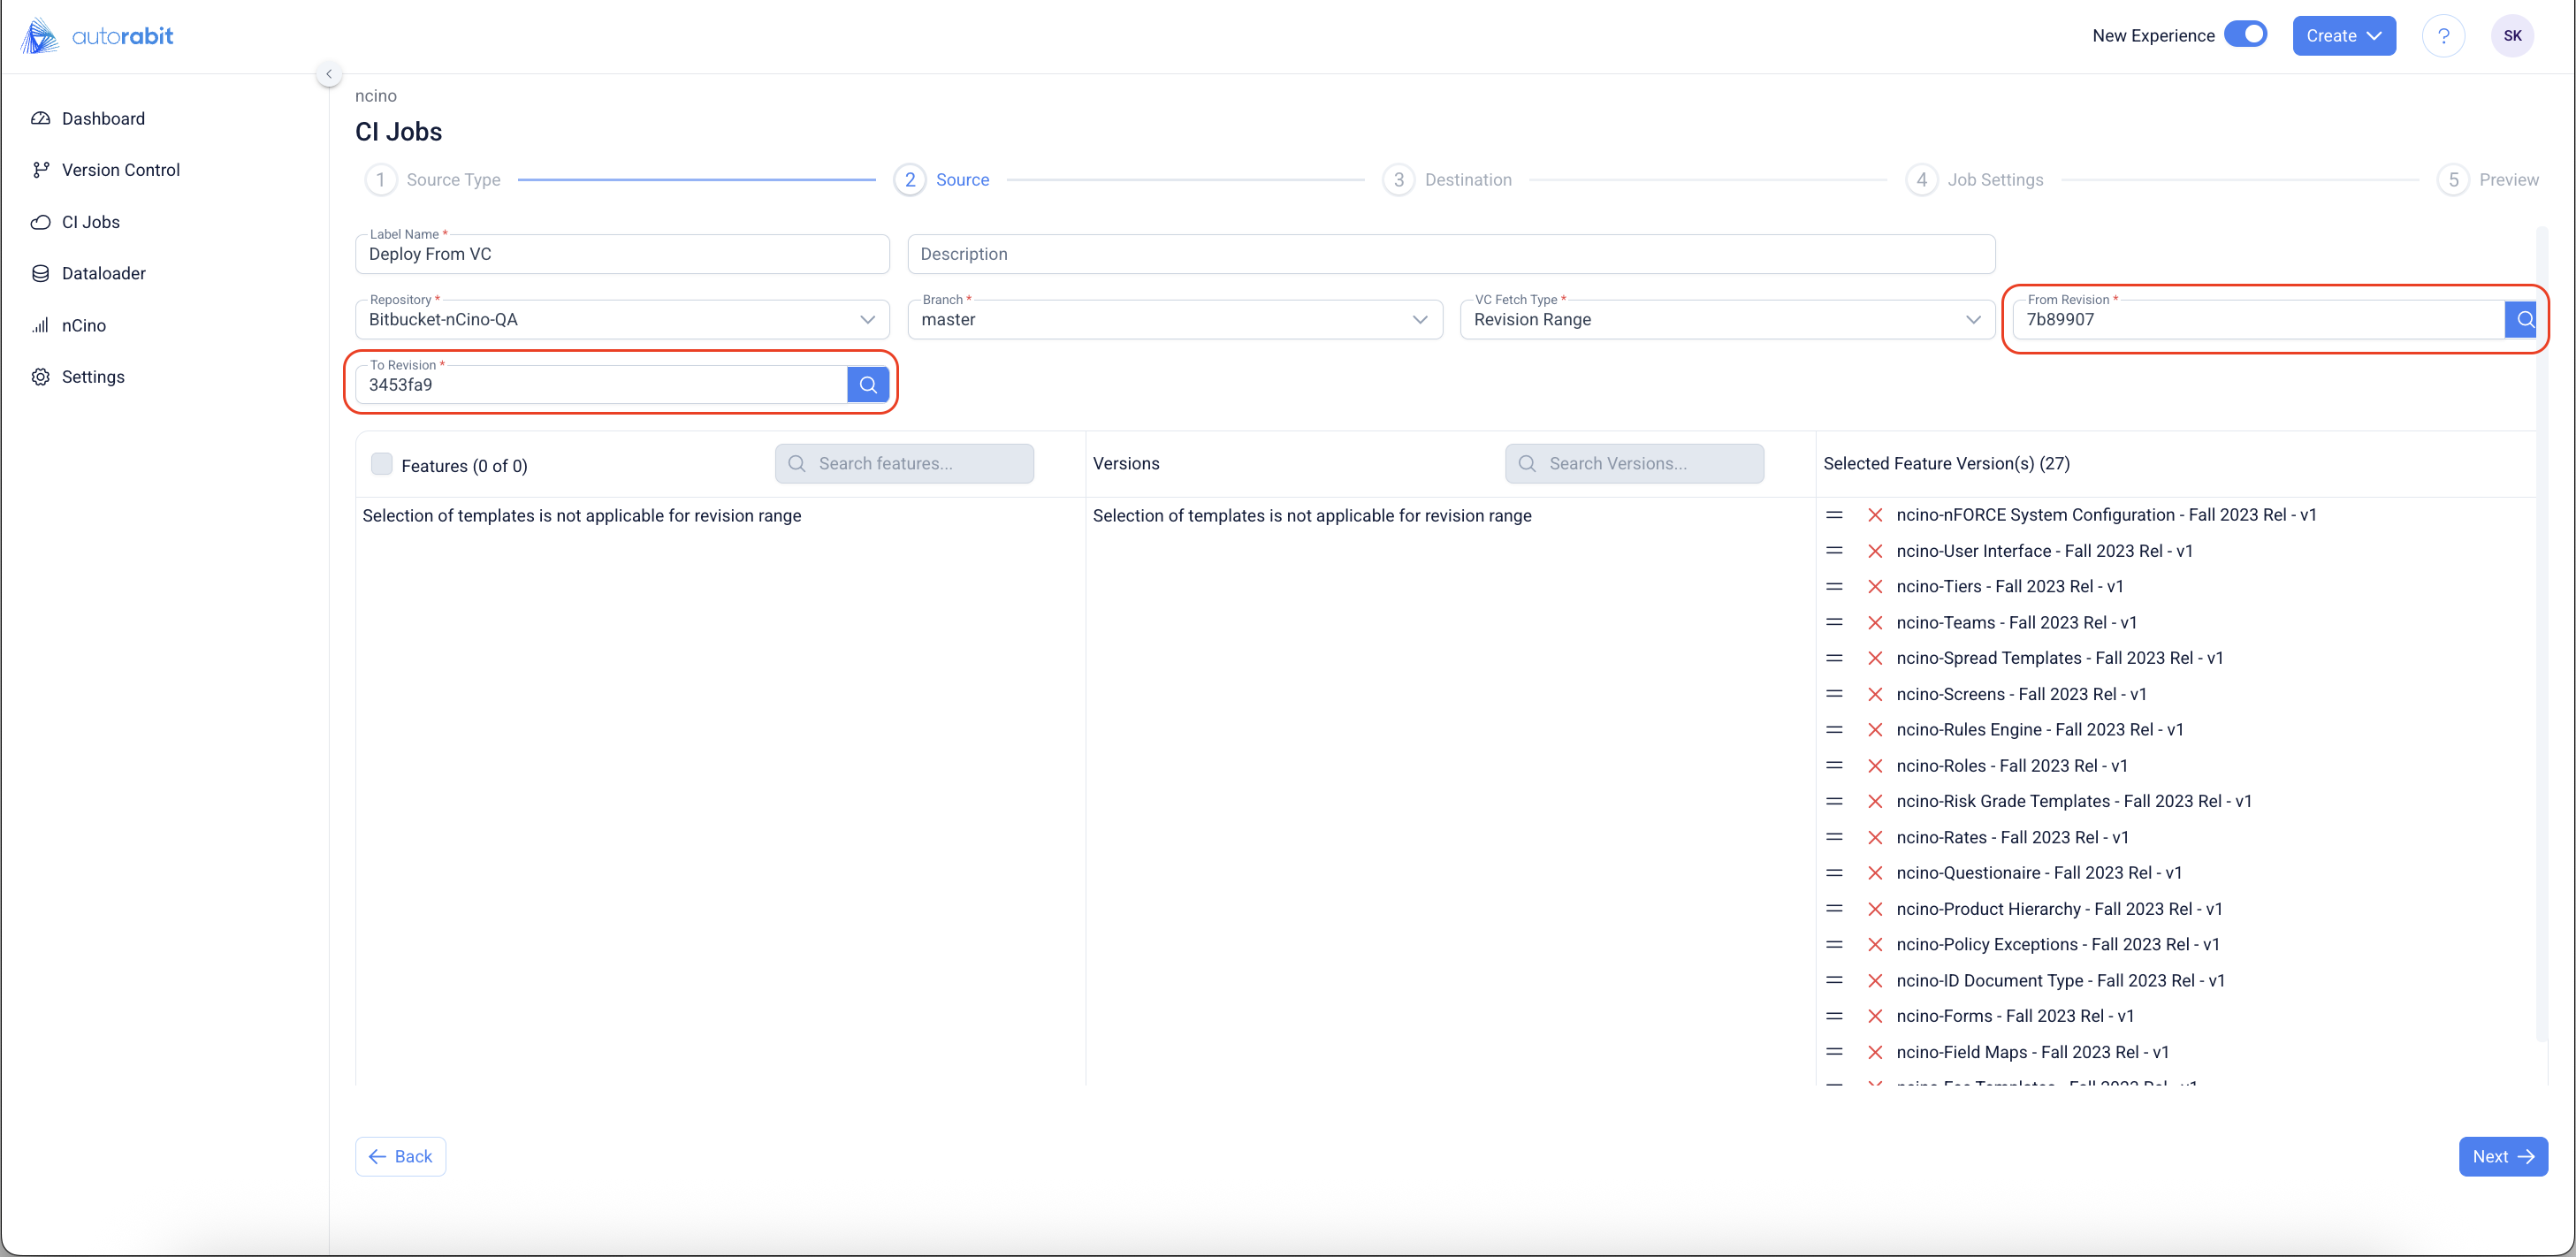 autorabit
New Experience
Create
?
SK
Dashboard
Version Control
CI Jobs
Dataloader
nCino
Settings
ncino
CI Jobs
1 Source Type
2 Source
3 Destination
4 Job Settings
5 Preview
Label Name *
Deploy From VC
Description
Repository *
Bitbucket-nCino-QA
Branch *
master
VC Fetch Type *
Revision Range
From Revision *
7b89907
To Revision *
3453fa9
Features (0 of 0)
Search features...
Versions
Search Versions...
Selected Feature Version(s) (27)
Selection of templates is not applicable for revision range
Selection of templates is not applicable for revision range
ncino-nFORCE System Configuration - Fall 2023 Rel - v1
ncino-User Interface - Fall 2023 Rel - v1
ncino-Tiers - Fall 2023 Rel - v1
ncino-Teams - Fall 2023 Rel - v1
ncino-Spread Templates - Fall 2023 Rel - v1
ncino-Screens - Fall 2023 Rel - v1
ncino-Rules Engine - Fall 2023 Rel - v1
ncino-Roles - Fall 2023 Rel - v1
ncino-Risk Grade Templates - Fall 2023 Rel - v1
ncino-Rates - Fall 2023 Rel - v1
ncino-Questionaire - Fall 2023 Rel - v1
ncino-Product Hierarchy - Fall 2023 Rel - v1
ncino-Policy Exceptions - Fall 2023 Rel - v1
ncino-ID Document Type - Fall 2023 Rel - v1
ncino-Forms - Fall 2023 Rel - v1
ncino-Field Maps - Fall 2023 Rel - v1
ncino-Fee Templates - Fall 2023 Rel - v1
Back
Next